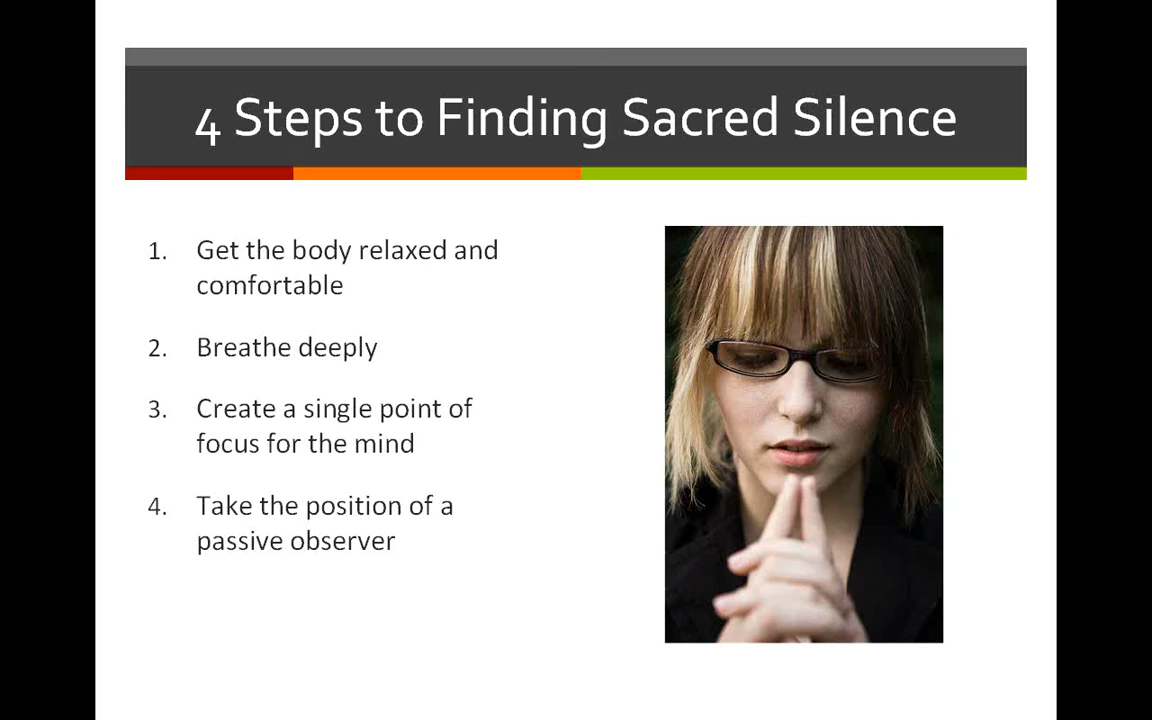 4 Steps to Finding Sacred Silence
1. Get the body relaxed and
comfortable
2. Breathe deeply
3. Create a single point of
focus for the mind
4. Take the position of a
passive observer